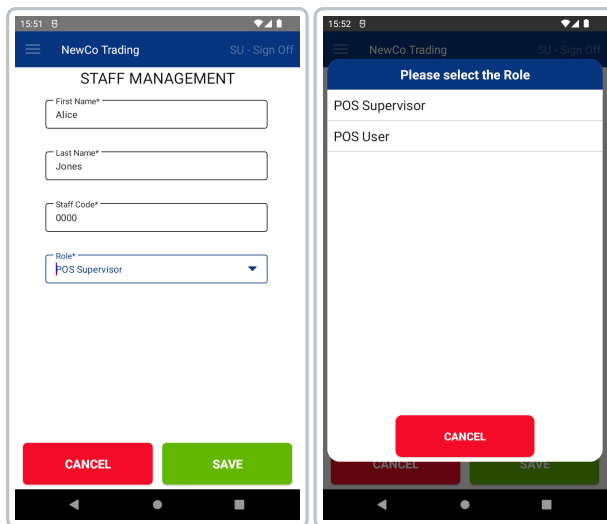 15:51
NewCo Trading
SU - Sign Off
STAFF MANAGEMENT
First Name*
Alice
Last Name*
Jones
Staff Code*
0000
Role*
POS Supervisor
CANCEL
SAVE
15:52
NewCo Trading
SU - Sign Off
Please select the Role
POS Supervisor
POS User
CANCEL
CANCEL
SAVE